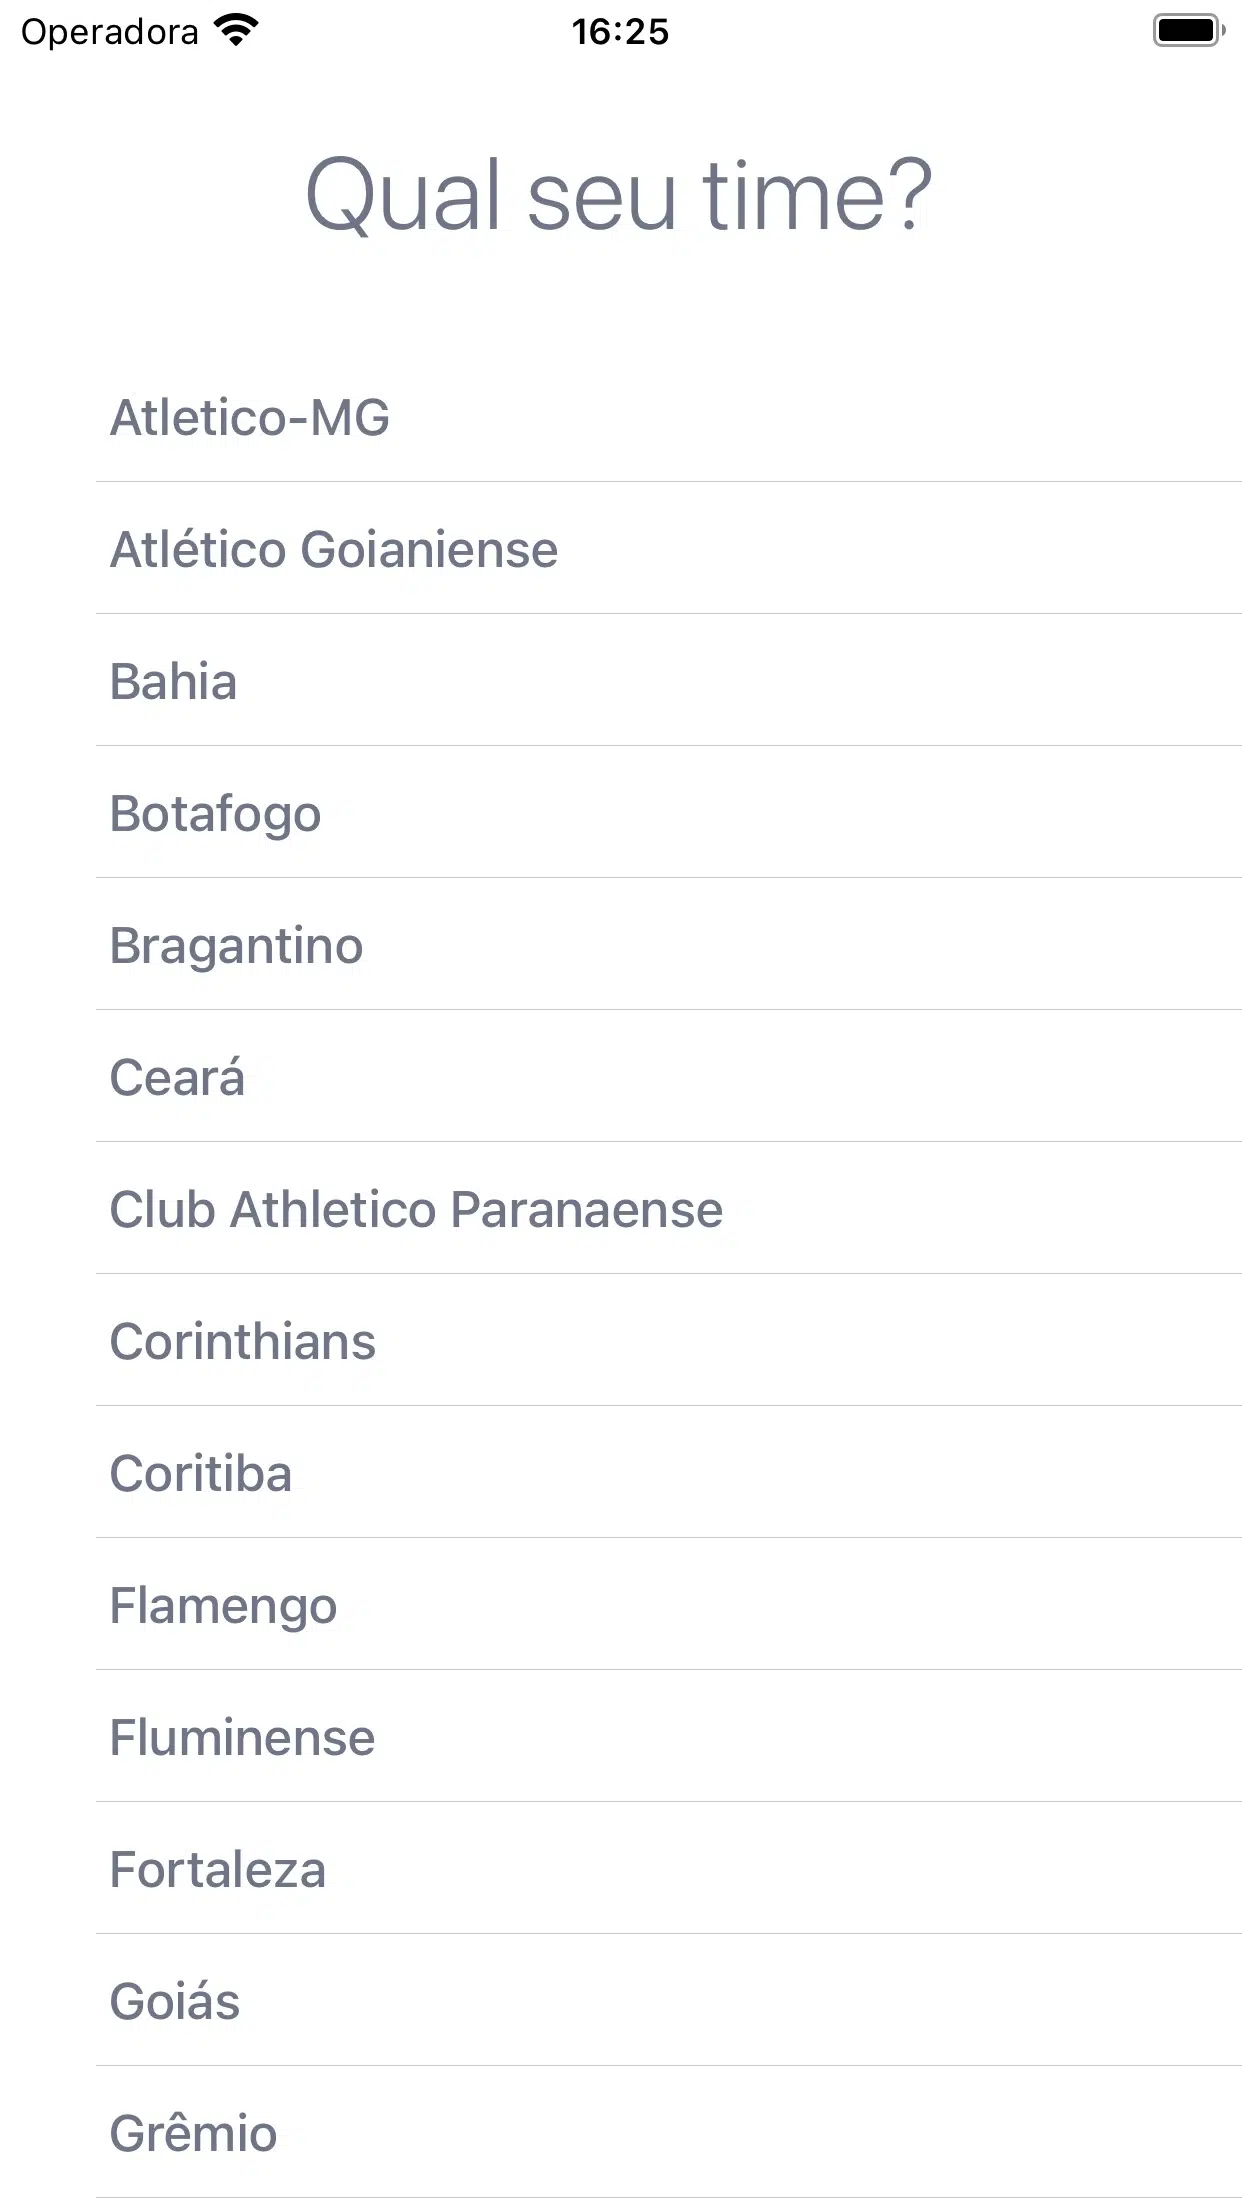 Operadora 16:25
Qual seu time?
Atletico-MG
Atlético Goianiense
Bahia
Botafogo
Bragantino
Ceará
Club Athletico Paranaense
Corinthians
Coritiba
Flamengo
Fluminense
Fortaleza
Goiás
Grêmio